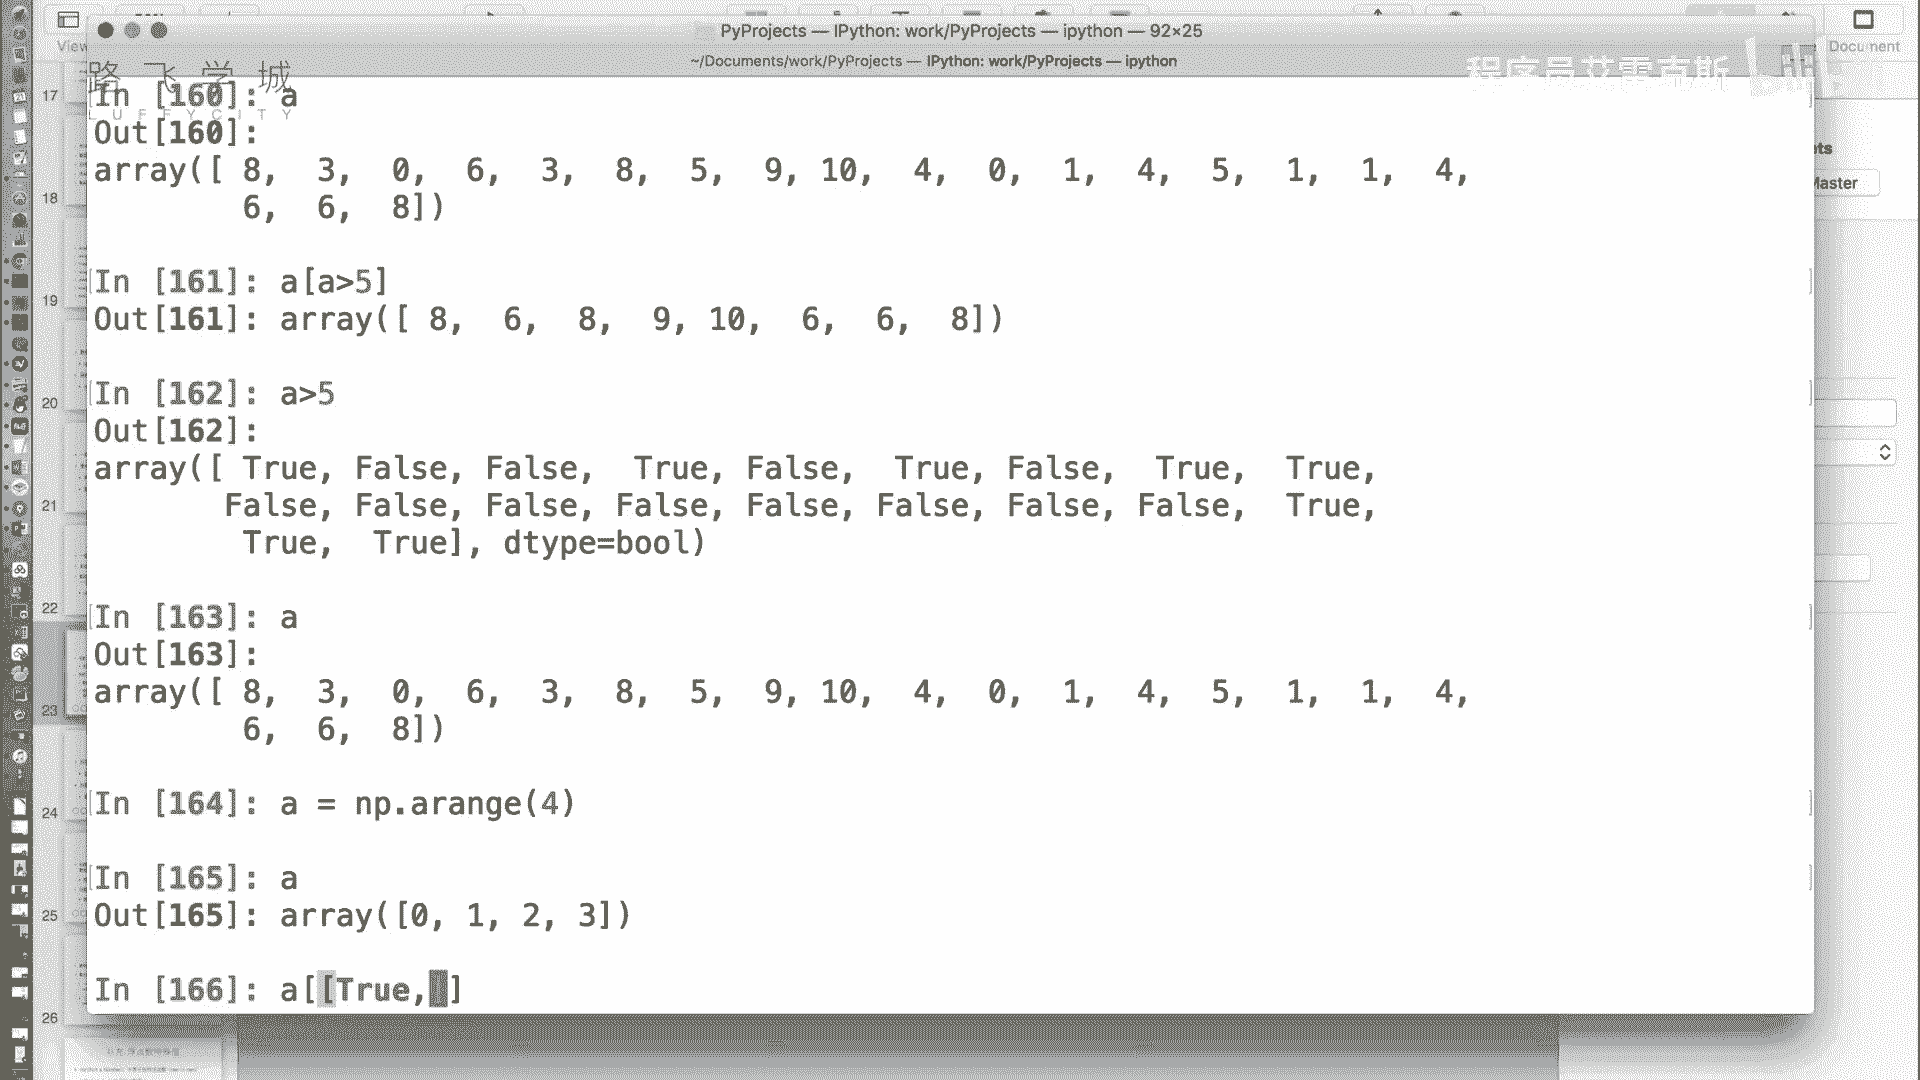 PyProjects — IPython: work/PyProjects — ipython — 92×25
View
Document
~/Documents/work/PyProjects — IPython: work/PyProjects — ipython
路飞学城
LUFFYCITY
程序员艾雷克斯
In [160]: a
Out[160]:
array([ 8,  3,  0,  6,  3,  8,  5,  9, 10,  4,  0,  1,  4,  5,  1,  1,  4,
        6,  6,  8])
In [161]: a[a>5]
Out[161]: array([ 8,  6,  8,  9, 10,  6,  6,  8])
In [162]: a>5
Out[162]:
array([ True, False, False,  True, False,  True, False,  True,  True,
       False, False, False, False, False, False, False, False,  True,
        True,  True], dtype=bool)
In [163]: a
Out[163]:
array([ 8,  3,  0,  6,  3,  8,  5,  9, 10,  4,  0,  1,  4,  5,  1,  1,  4,
        6,  6,  8])
In [164]: a = np.arange(4)
In [165]: a
Out[165]: array([0, 1, 2, 3])
In [166]: a[[True,]]
17
18
19
20
21
22
23
24
25
26